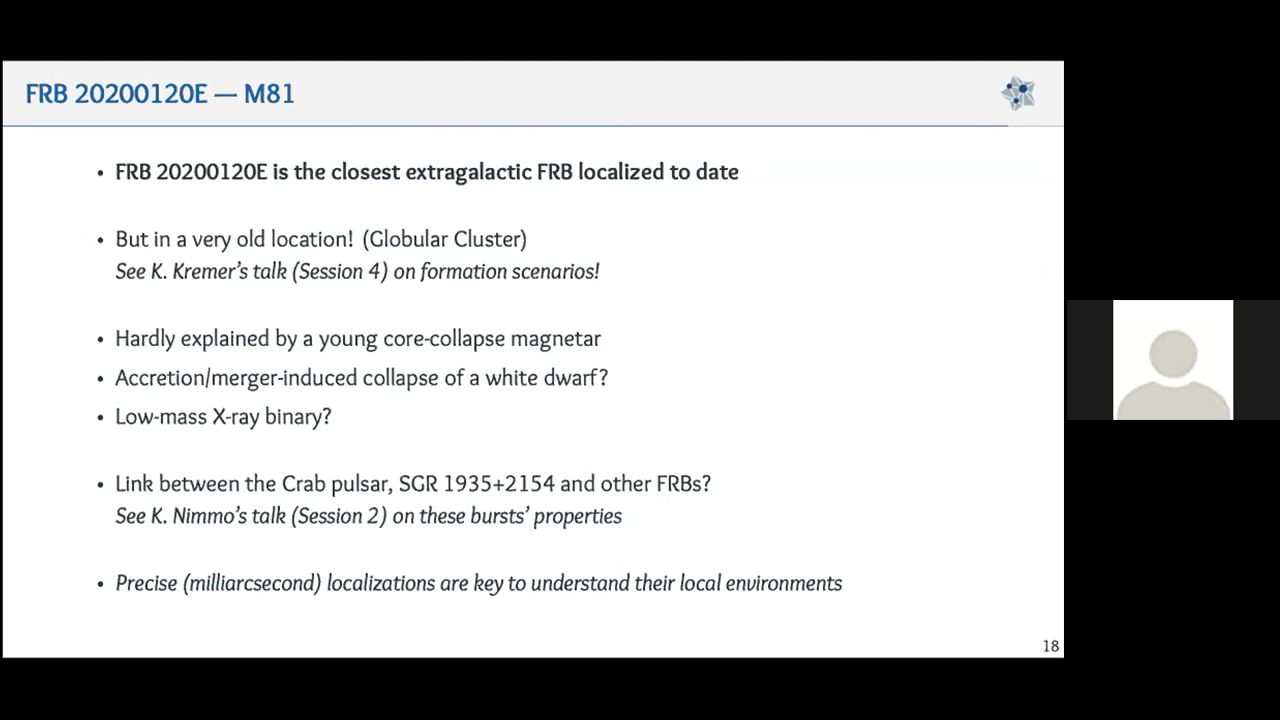 FRB 20200120E — M81
• FRB 20200120E is the closest extragalactic FRB localized to date
• But in a very old location! (Globular Cluster)
See K. Kremer's talk (Session 4) on formation scenarios!
• Hardly explained by a young core-collapse magnetar
• Accretion/merger-induced collapse of a white dwarf?
• Low-mass X-ray binary?
• Link between the Crab pulsar, SGR 1935+2154 and other FRBs?
See K. Nimmo's talk (Session 2) on these bursts' properties
• Precise (milliarcsecond) localizations are key to understand their local environments
18